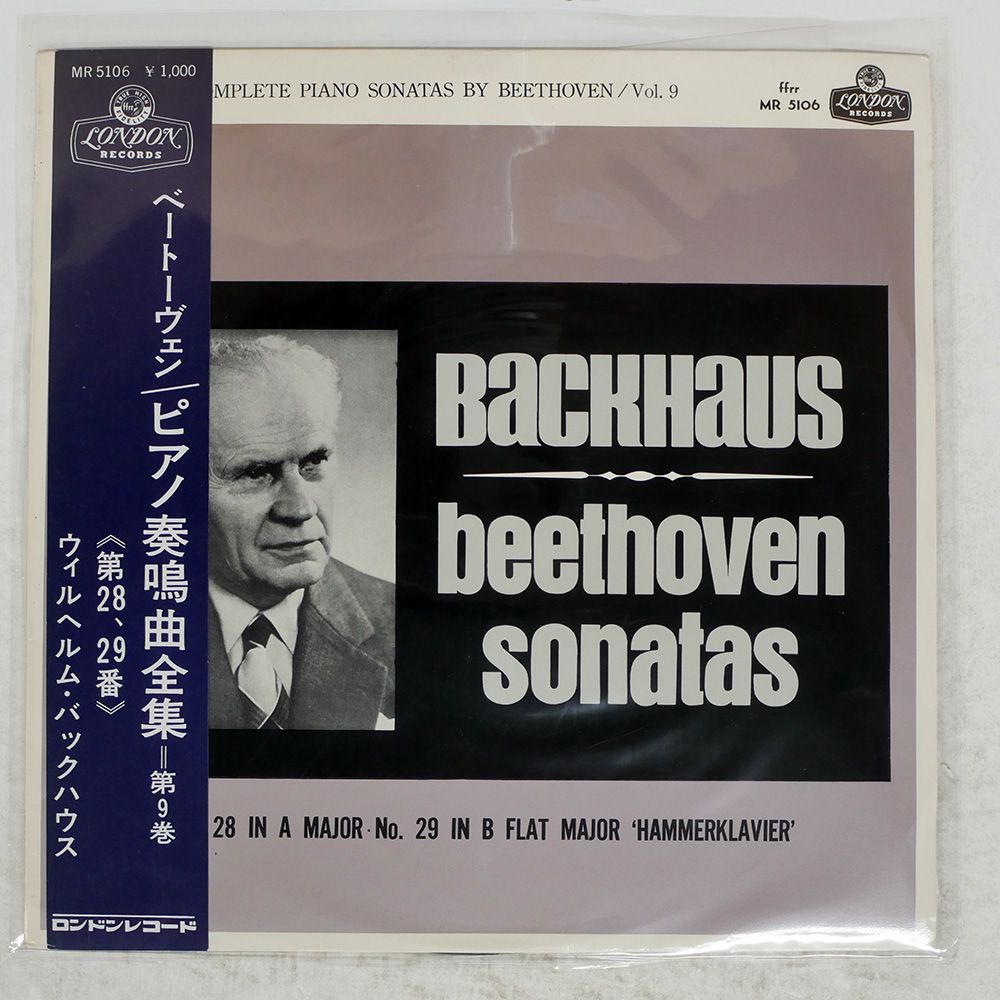 MR 5106 ¥ 1,000
TRUE HIGH
ffrr
FIDELITY
LONDON
RECORDS
ベートーヴェン/ピアノ奏鳴曲全集=第9巻
《第28、29番》
ウィルヘルム・バックハウス
ロンドンレコード
PIANO SONATAS BY BEETHOVEN/Vol. 9
ffrr
MR 5106
LONDON
RECORDS
BACKHAUS
beethoven
sonatas
28 IN A MAJOR · No. 29 IN B FLAT MAJOR 'HAMMERKLAVIER'